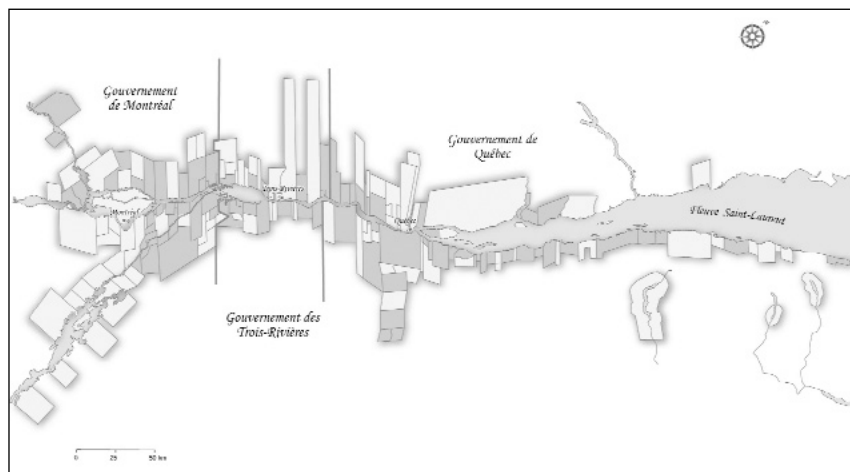 Gouvernement
de Montréal
Gouvernement de
Québec
Trois-Rivières
Montréal
Québec
Fleuve Saint-Laurent
Gouvernement des
Trois-Rivières
0 25 50 km